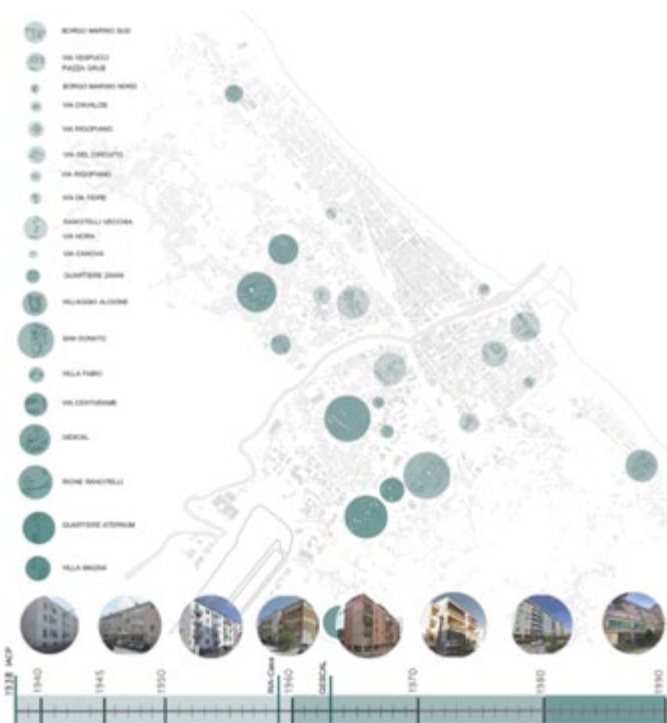 BORGO MARINO SUD
VIA VESPUCCI
PIAZZA GRUE
BORGO MARINO NORD
VIA D'AVALOS
VIA RIGOPIANO
VIA DEL CIRCUITO
VIA RIGOPIANO
VIA DA FIORE
RANCITELLI VECCHIA
VIA NORA
VIA CANOVA
QUARTIERE ZANNI
VILLAGGIO ALCIONE
SAN DONATO
VILLA FABIO
VIA CENTORAME
GESCAL
RIONE RANCITELLI
QUARTIERE ATERNUM
VILLA MAGNA
1938 IACP
1940
1945
1950
INA-Casa
1960
GESCAL
1970
1980
1990